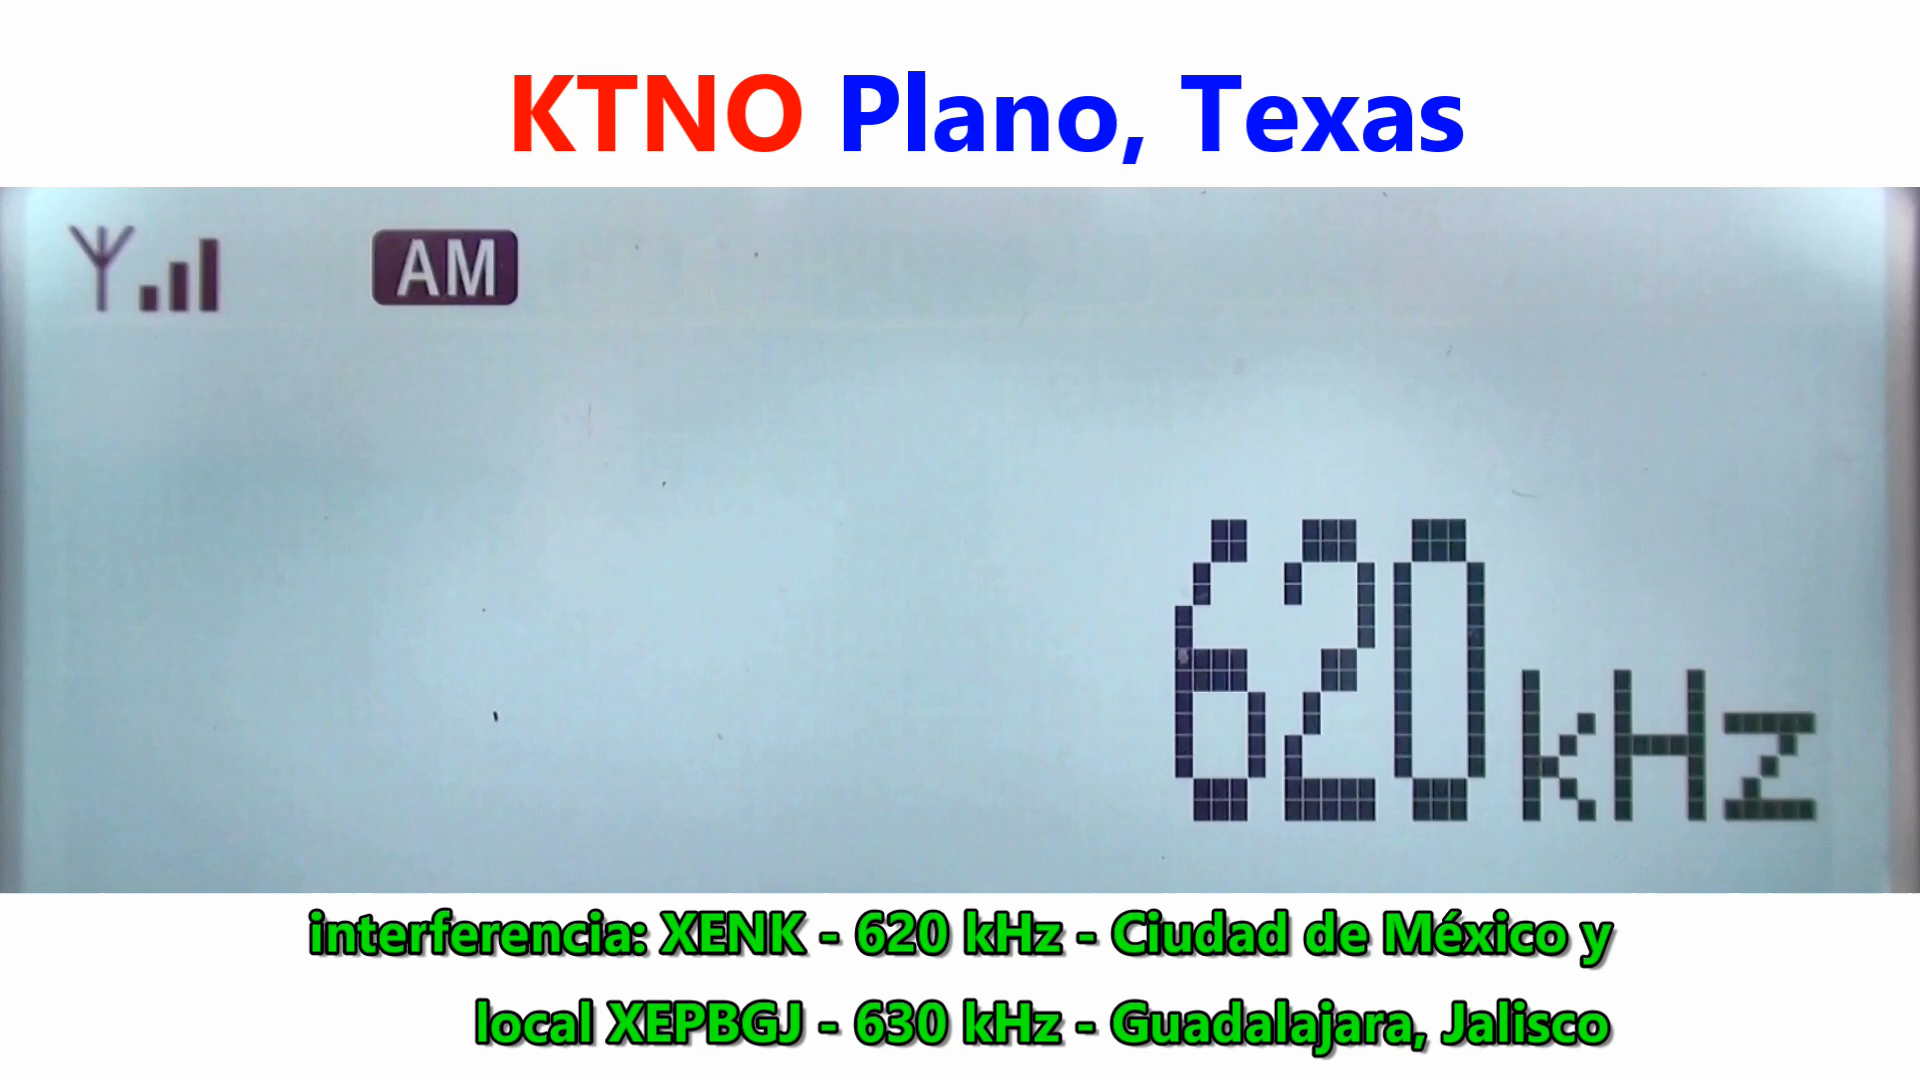 KTNO Plano, Texas
AM
620 kHz
interferencia: XENK - 620 kHz - Ciudad de México y
local XEPBGJ - 630 kHz - Guadalajara, Jalisco